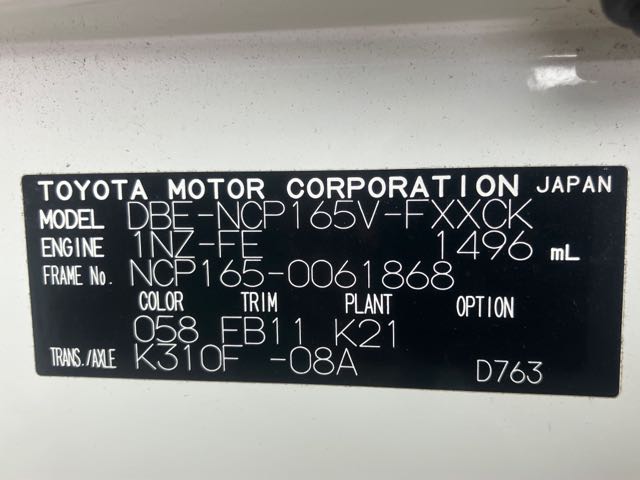 TOYOTA MOTOR CORPORATION JAPAN
MODEL DBE-NCP165V-FXXCK
ENGINE 1NZ-FE 1496 mL
FRAME No. NCP165-0061868
COLOR TRIM PLANT OPTION
058 FB11 K21
TRANS./AXLE K310F -08A D763